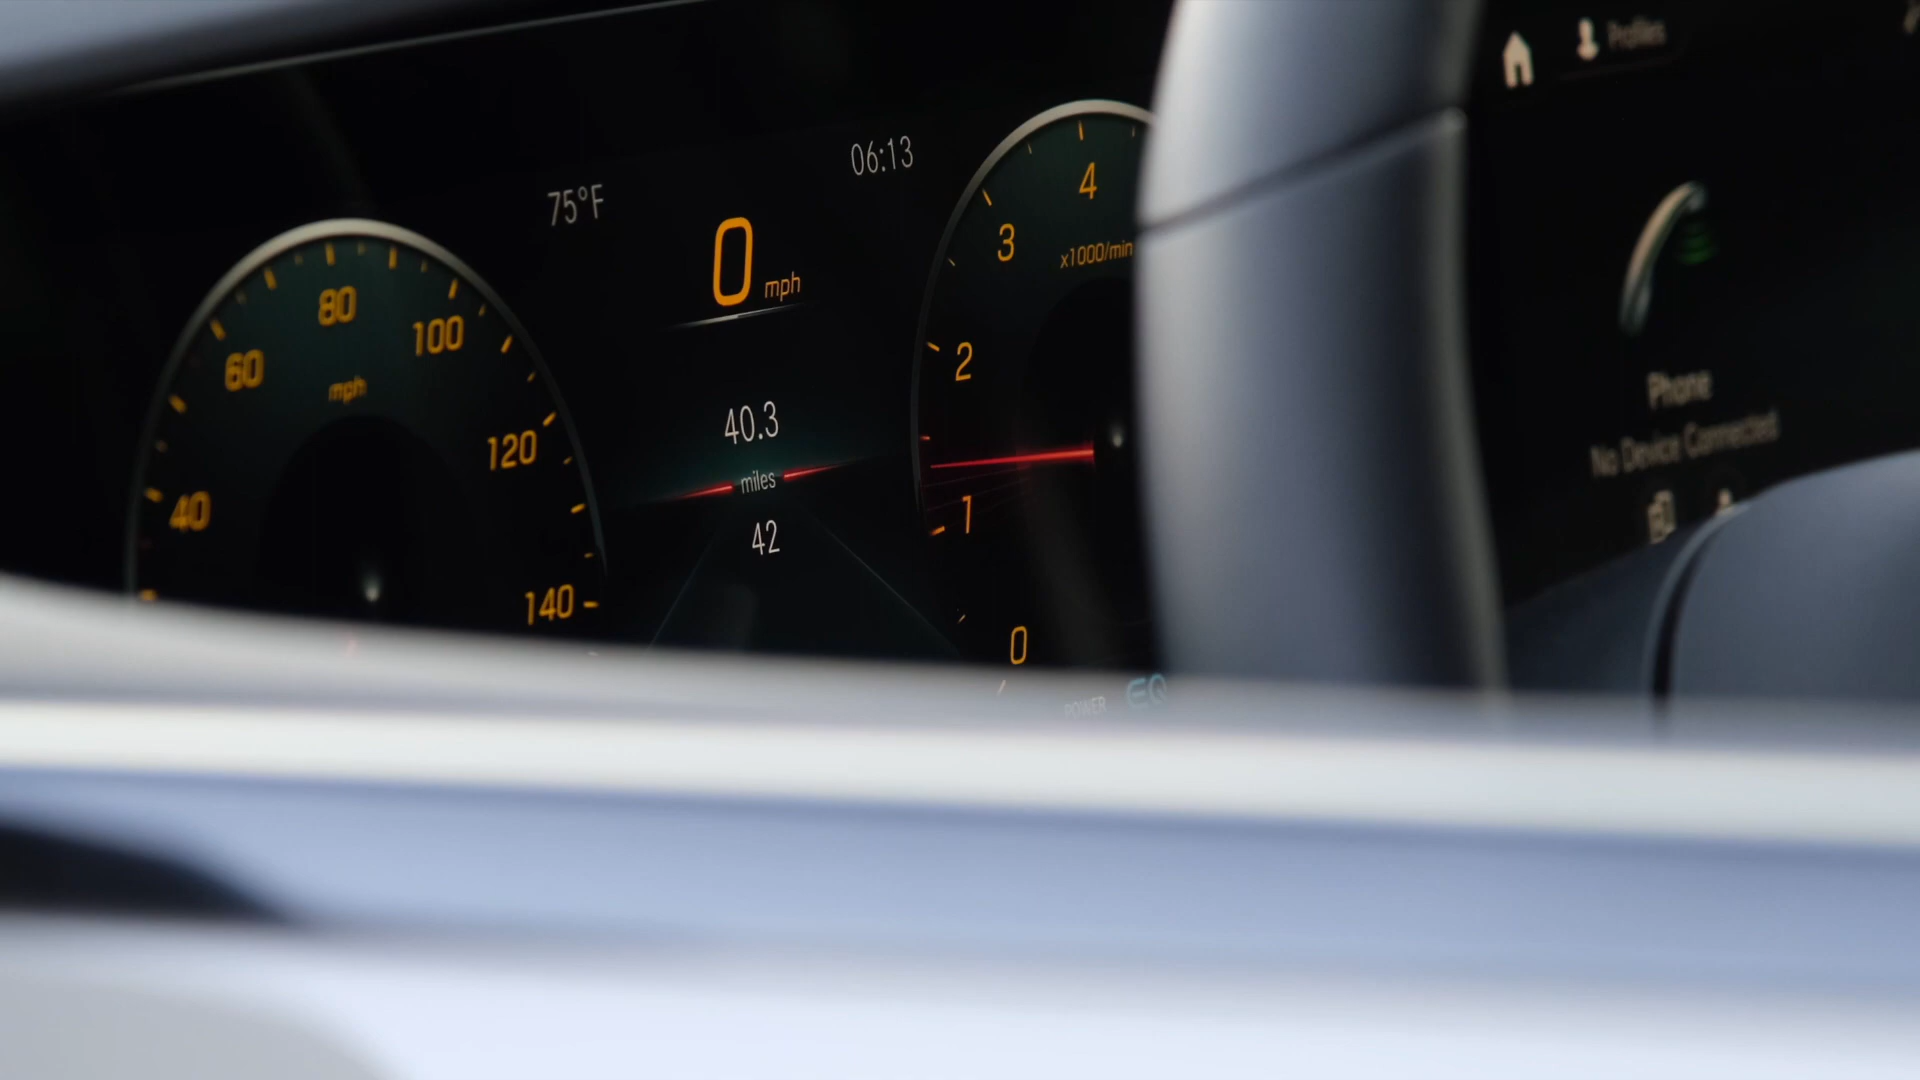 75°F
06:13
0 mph
40.3
miles
42
40
60
80
100
120
140
mph
0
1
2
3
4
x1000/min
POWER
EQ
Profiles
Phone
No Device Connected